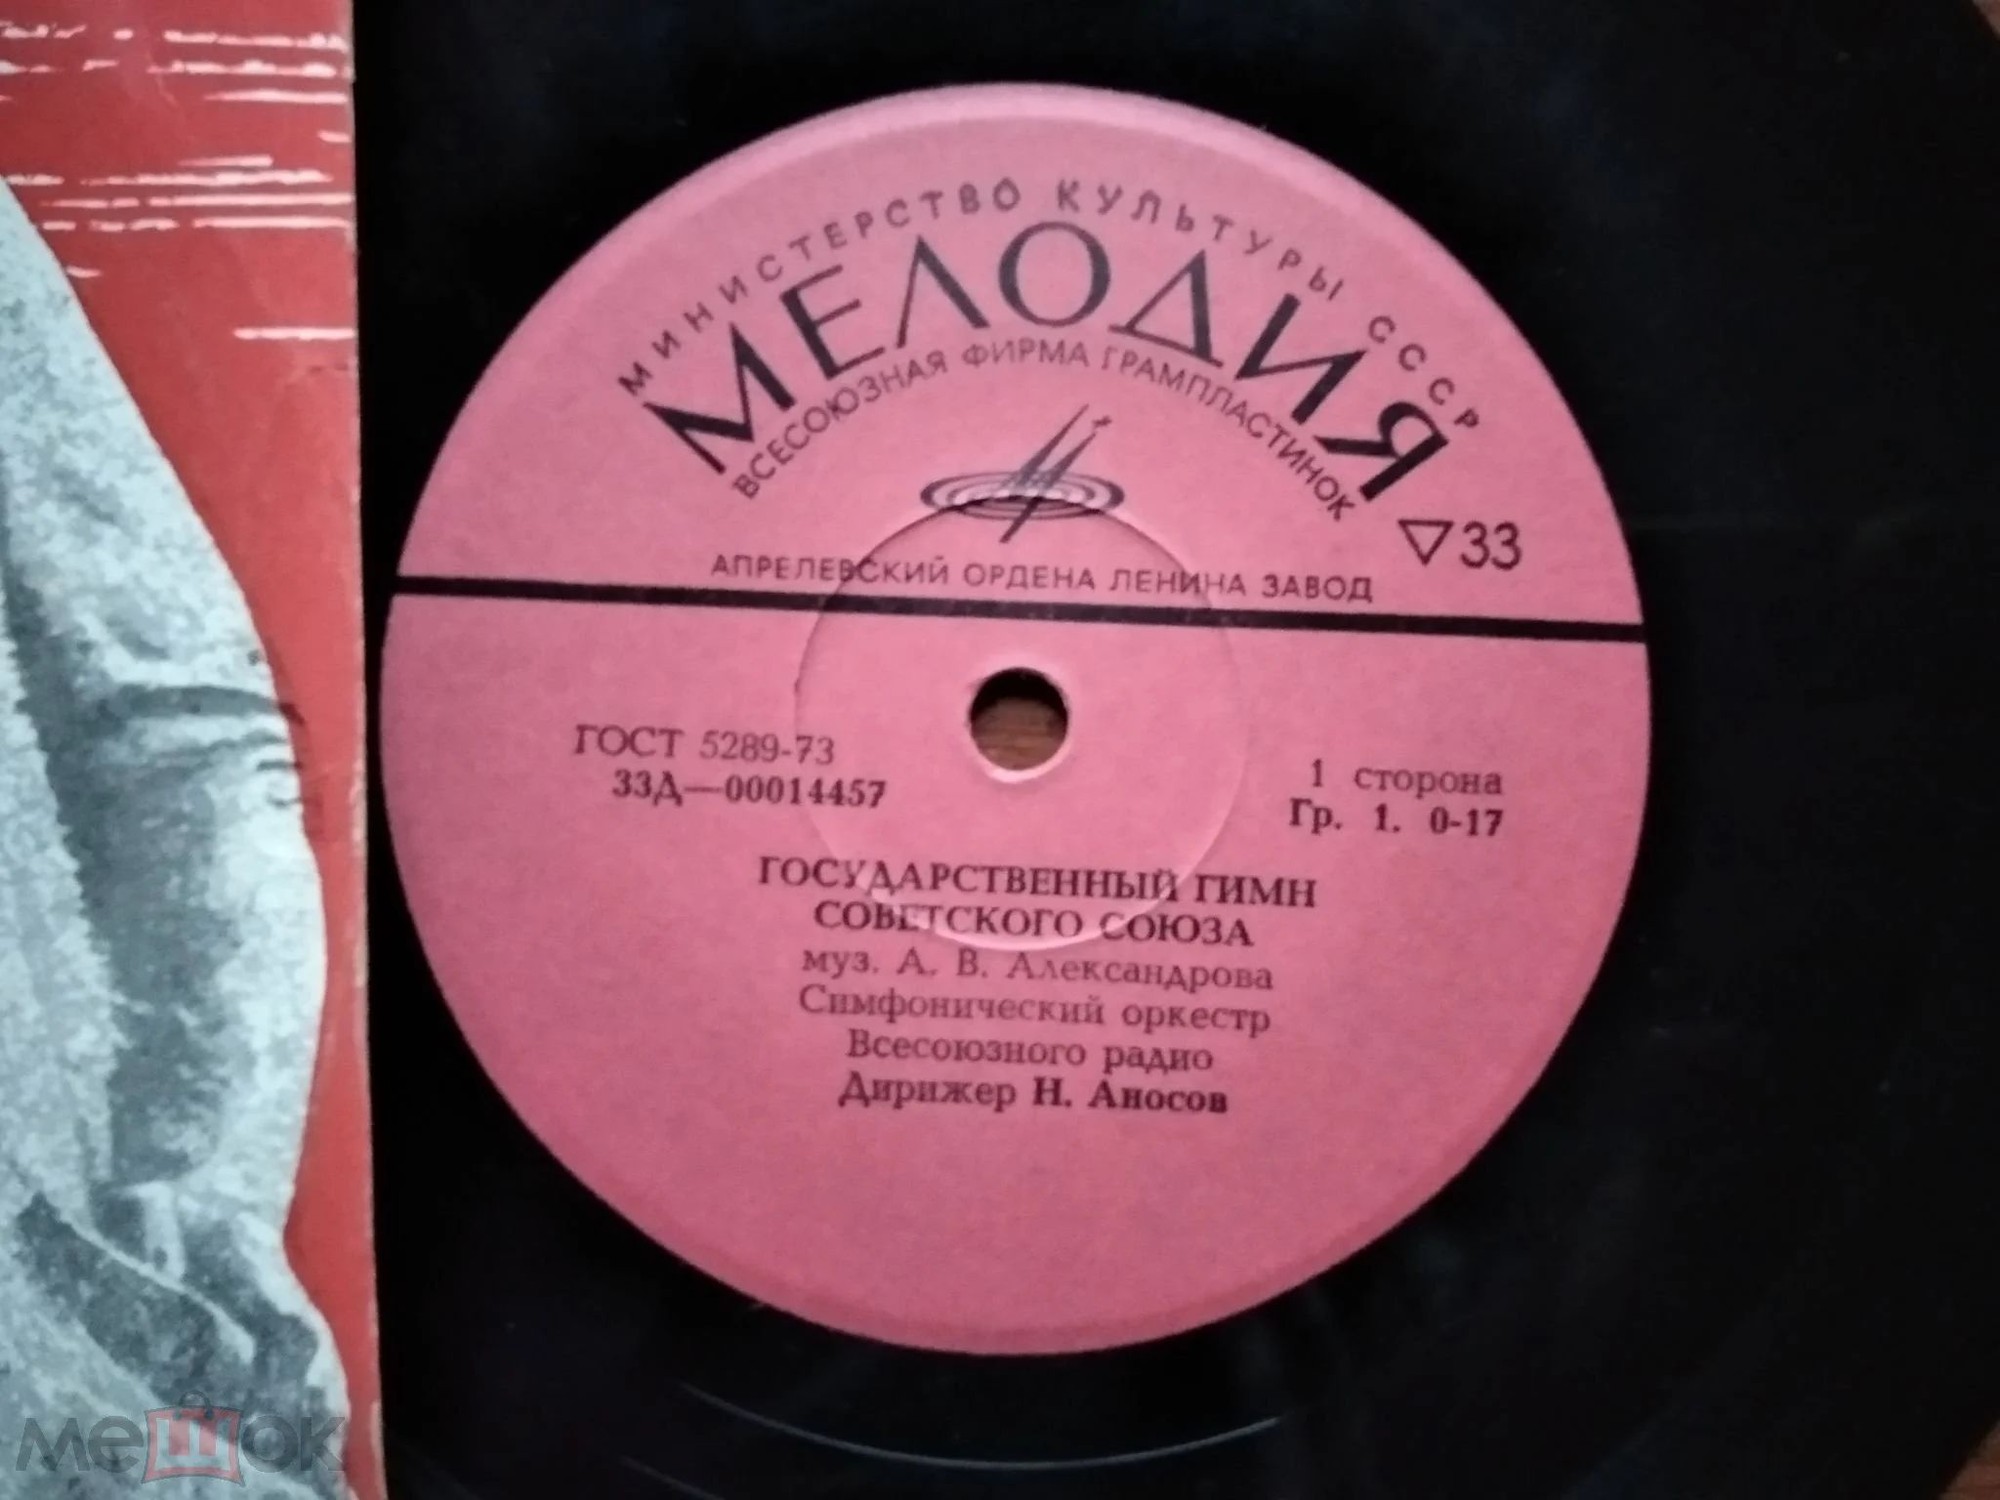 МИНИСТЕРСТВО КУЛЬТУРЫ СССР
МЕЛОДИЯ
ВСЕСОЮЗНАЯ ФИРМА ГРАМПЛАСТИНОК
33
АПРЕЛЕВСКИЙ ОРДЕНА ЛЕНИНА ЗАВОД
ГОСТ 5289-73
33Д—00014457
1 сторона
Гр. 1. 0-17
ГОСУДАРСТВЕННЫЙ ГИМН
СОВЕТСКОГО СОЮЗА
муз. А. В. Александрова
Симфонический оркестр
Всесоюзного радио
Дирижер Н. Аносов
мешок